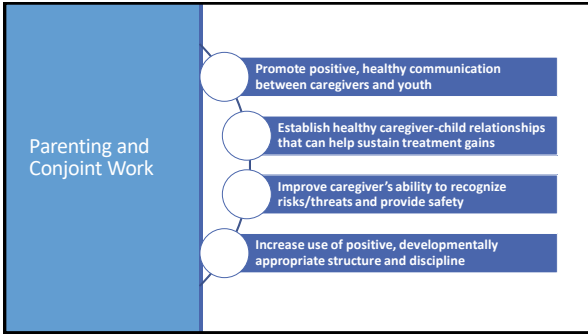 Parenting and
Conjoint Work
Promote positive, healthy communication
between caregivers and youth
Establish healthy caregiver-child relationships
that can help sustain treatment gains
Improve caregiver’s ability to recognize
risks/threats and provide safety
Increase use of positive, developmentally
appropriate structure and discipline